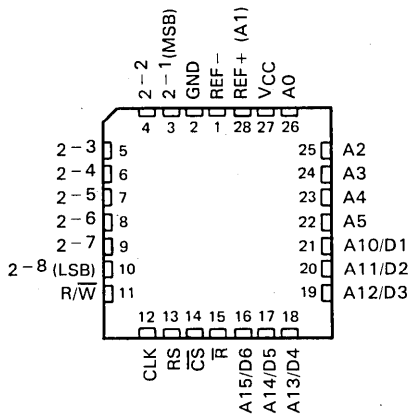 2-2
2-1(MSB)
GND
REF-
REF+ (A1)
VCC
A0
4 3 2 1 28 27 26
2-3 5
2-4 6
2-5 7
2-6 8
2-7 9
2-8 (LSB) 10
R/W̅ 11
25 A2
24 A3
23 A4
22 A5
21 A10/D1
20 A11/D2
19 A12/D3
12 13 14 15 16 17 18
CLK
RS
C̅S̅
R̅
A15/D6
A14/D5
A13/D4